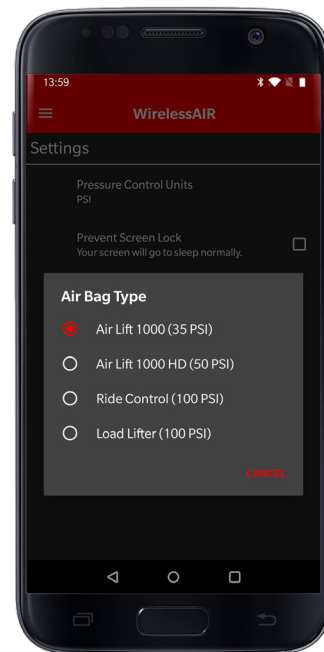 13:59
WirelessAIR
Settings
Pressure Control Units
PSI
Prevent Screen Lock
Your screen will go to sleep normally.
Air Bag Type
Air Lift 1000 (35 PSI)
Air Lift 1000 HD (50 PSI)
Ride Control (100 PSI)
Load Lifter (100 PSI)
CANCEL